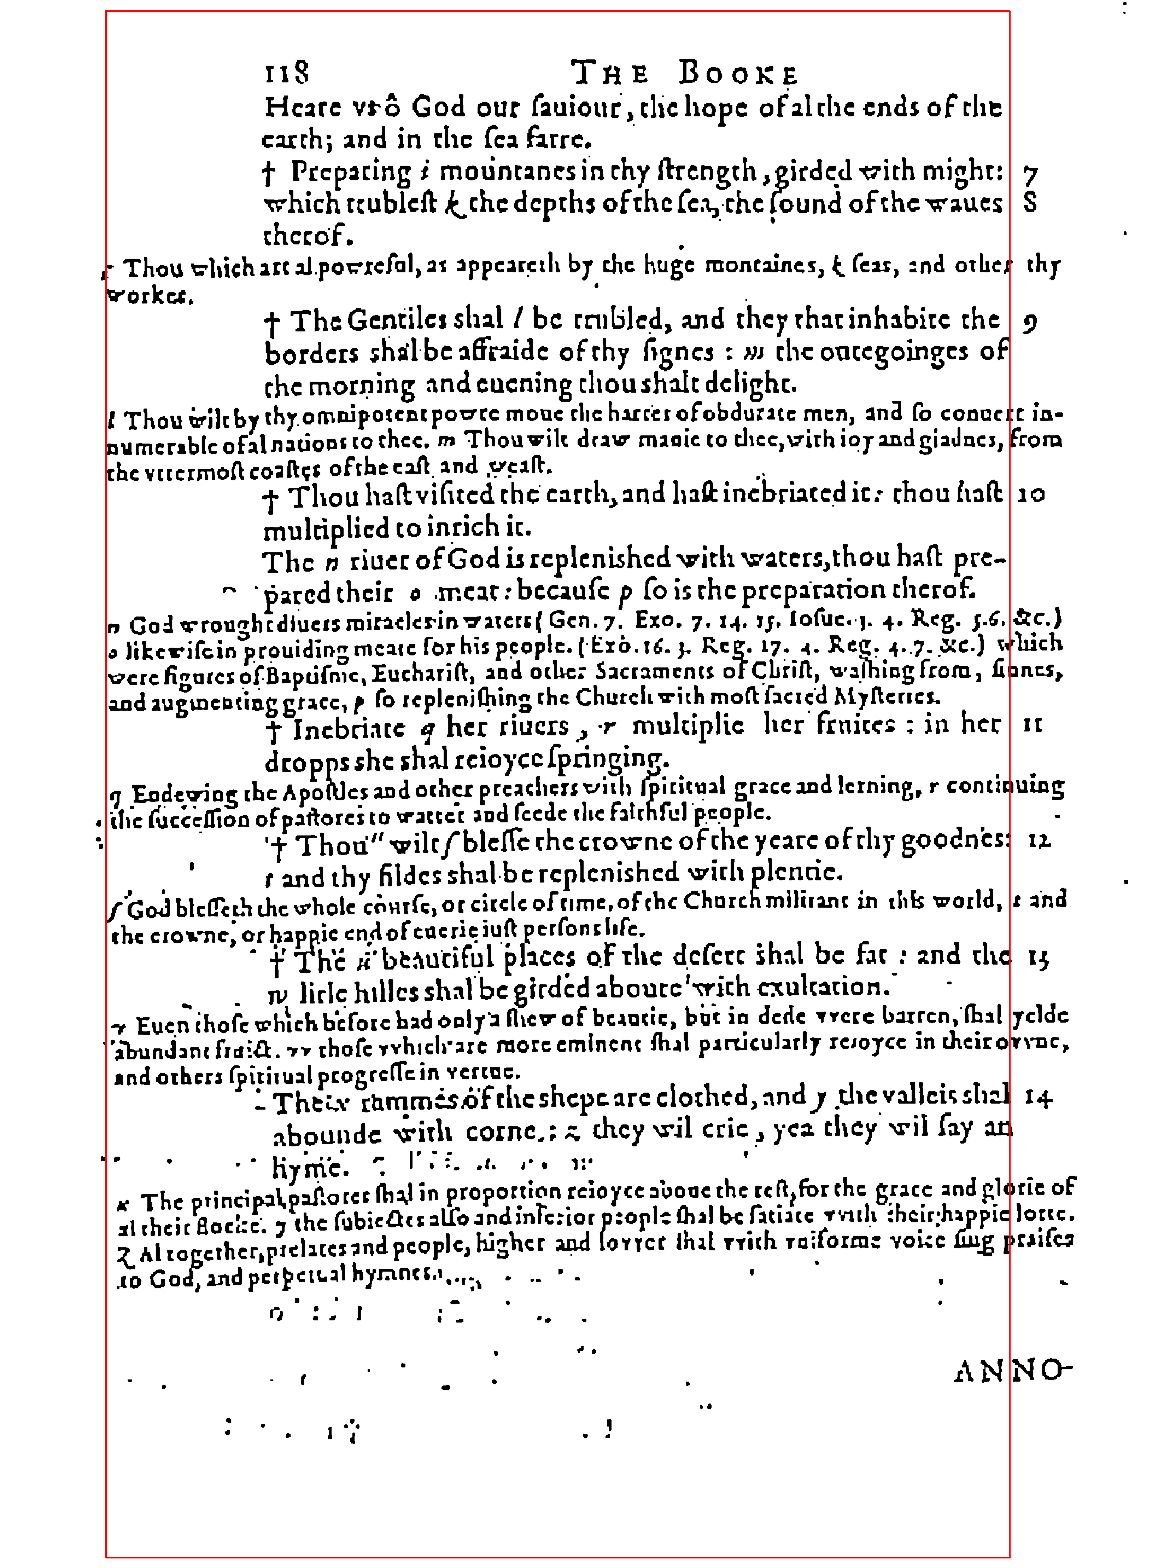 118 THE BOOKE
Heare vs ô God our ſauiour, the hope of al the ends of the
earth; and in the ſea farre.
† Preparing i mountanes in thy ſtrength, girded with might: 7
which trubleſt k the depths of the ſea, the ſound of the waues 8
therof.
Thou which art al powreful, as appeareth by the huge montaines, & ſeas, and other thy
workes.
† The Gentiles shal l be trubled, and they that inhabite the 9
borders shal be affraide of thy ſignes : m the outegoinges of
the morning and euening thou shalt delight.
l Thou wilt by thy omnipotent powre moue the hartes of obdurate men, and ſo conuert in-
numerable of al nations to thee. m Thou wilt draw manie to thee, with ioy and gladnes, from
the vttermoſt coaſtes of the eaſt and weaſt.
† Thou haſt viſited the earth, and haſt inebriated it: thou haſt 10
multiplied to inrich it.
The n riuer of God is replenished with waters, thou haſt pre-
pared their o meat: becauſe p ſo is the preparation therof.
n God wrought diuers miracles in waters (Gen. 7. Exo. 7. 14. 15. Ioſue. 3. 4. Reg. 5. 6. &c.)
o likewiſe in prouiding meate for his people. (Exo. 16. 3. Reg. 17. 4. Reg. 4. 7. &c.) which
were figures of Baptiſme, Euchariſt, and other Sacraments of Chriſt, waſhing from, ſinnes,
and augmenting grace, p ſo repleniſhing the Church with moſt ſacred Myſteries.
† Inebriate q her riuers, r multiplie her fruites : in her 11
dropps she shal reioyce ſpringing.
q Endewing the Apoſtles and other preachers with ſpiritual grace and lerning, r continuing
the ſucceſſion of paſtores to watter and feede the faithful people.
† Thou" wilt ſ bleſſe the crowne of the yeare of thy goodnes: 12
t and thy fildes shal be replenished with plentie.
ſ God bleſſeth the whole courſe, or circle of time, of the Church militant in this world, t and
the crowne, or happie end of euerie iuſt perſons life.
† The v beautiful places of the deſert shal be fat : and the 13
w litle hilles shal be girded aboute with exultation.
v Euen thoſe which before had only a ſhew of beautie, but in dede vvere barren, ſhal yelde
abundant fruict. vv thoſe vvhich are more eminent ſhal particularly reioyce in their ovvne,
and others ſpiritual progreſſe in vertue.
The x rammes of the shepe are clothed, and y the valleis shal 14
abounde with corne: z they wil crie, yea they wil ſay an
hymne.
x The principal paſtores ſhal in proportion reioyce aboue the reſt, for the grace and glorie of
al their flocke. y the ſubiectes alſo and inferior people ſhal be ſatiate vvith their happie lotte.
z Al together, prelates and people, higher and lovver ſhal vvith vniforme voice ſing praiſes
to God, and perpetual hymnes.
ANNO-